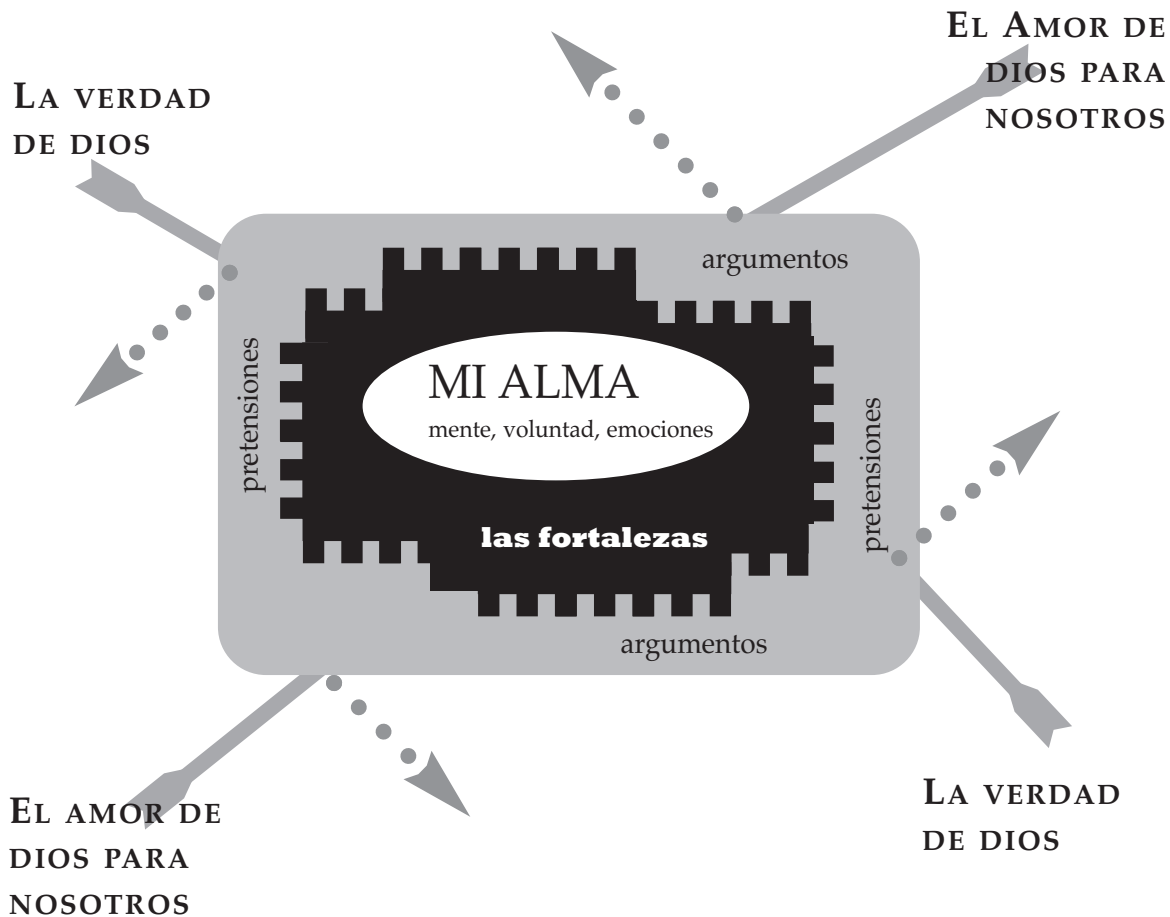 El Amor de
Dios para
nosotros
La verdad
de Dios
argumentos
pretensiones
MI ALMA
mente, voluntad, emociones
pretensiones
las fortalezas
argumentos
La verdad
de Dios
El amor de
Dios para
nosotros